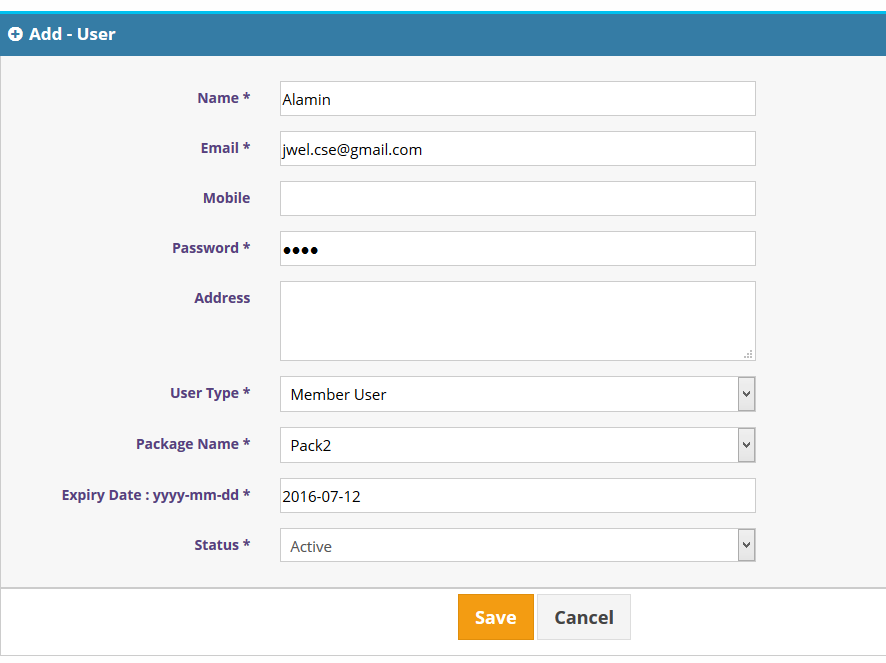 Add - User
Name * Alamin
Email * jwel.cse@gmail.com
Mobile
Password * ●●●●
Address
User Type * Member User
Package Name * Pack2
Expiry Date : yyyy-mm-dd * 2016-07-12
Status * Active
Save Cancel